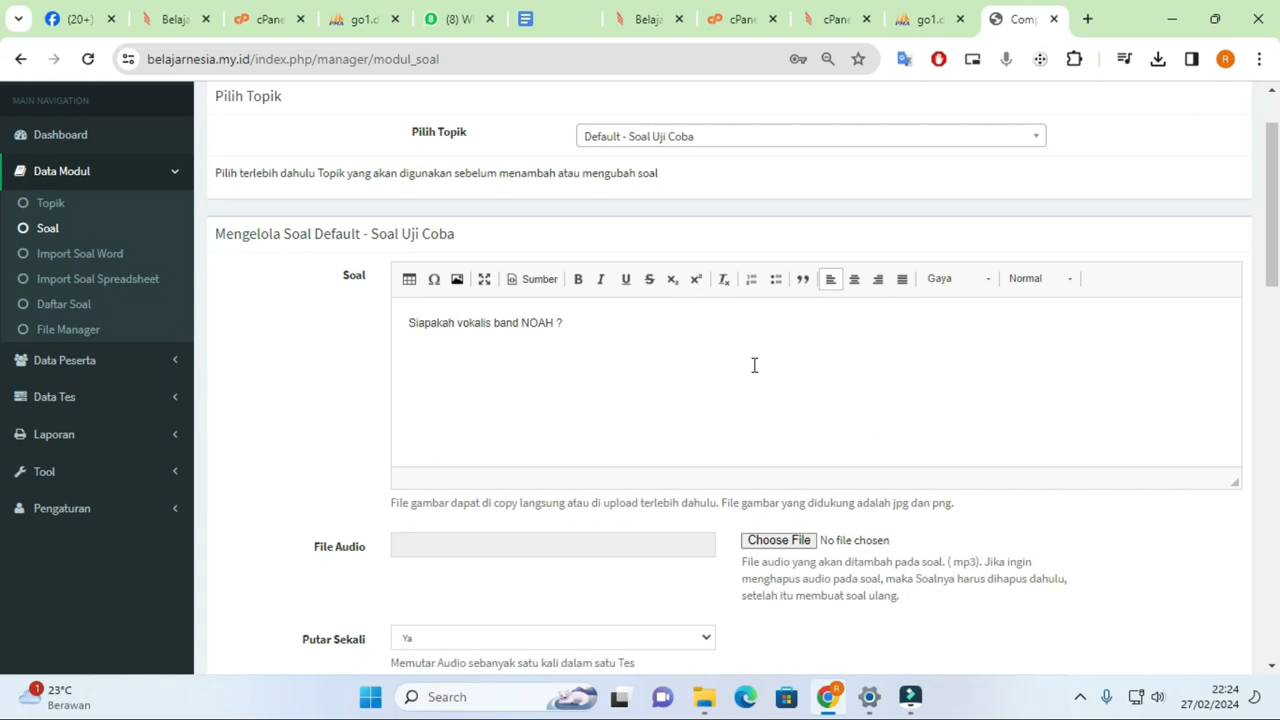 (20+)
Belaja
cPane
go1.d
(8) W
Belaja
cPane
cPane
go1.d
Comp
belajarnesia.my.id/index.php/manager/modul_soal
R
MAIN NAVIGATION
Dashboard
Data Modul
Topik
Soal
Import Soal Word
Import Soal Spreadsheet
Daftar Soal
File Manager
Data Peserta
Data Tes
Laporan
Tool
Pengaturan
Pilih Topik
Pilih Topik
Default - Soal Uji Coba
Pilih terlebih dahulu Topik yang akan digunakan sebelum menambah atau mengubah soal
Mengelola Soal Default - Soal Uji Coba
Soal
Sumber
Gaya
Normal
Siapakah vokalis band NOAH ?
File gambar dapat di copy langsung atau di upload terlebih dahulu. File gambar yang didukung adalah jpg dan png.
File Audio
Choose File No file chosen
File audio yang akan ditambah pada soal. ( mp3). Jika ingin
menghapus audio pada soal, maka Soalnya harus dihapus dahulu,
setelah itu membuat soal ulang.
Putar Sekali
Ya
Memutar Audio sebanyak satu kali dalam satu Tes
1
23°C
Berawan
Search
22:24
27/02/2024